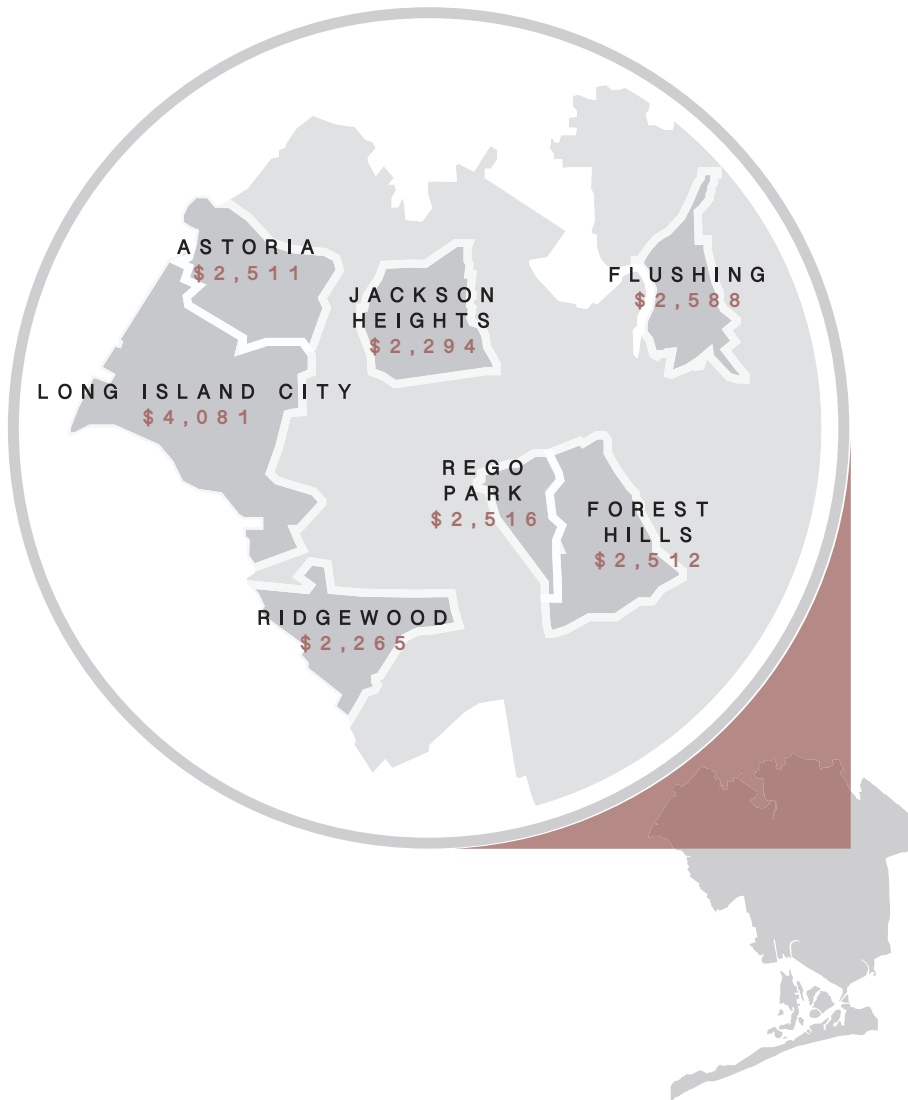 ASTORIA
$2,511
JACKSON
HEIGHTS
$2,294
FLUSHING
$2,588
LONG ISLAND CITY
$4,081
REGO
PARK
$2,516
FOREST
HILLS
$2,512
RIDGEWOOD
$2,265